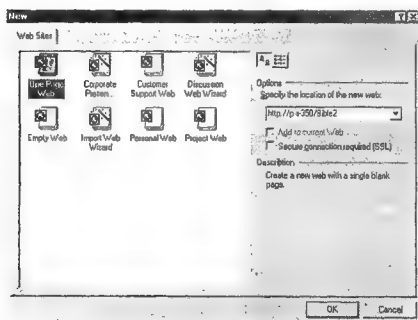 New
Web Sites
One Page Web
Corporate Presen...
Customer Support Web
Discussion Web Wizard
Empty Web
Import Web Wizard
Personal Web
Project Web
Options
Specify the location of the new web:
Add to current Web
Secure connection required (SSL)
Description
Create a new web with a single blank
page.
OK
Cancel